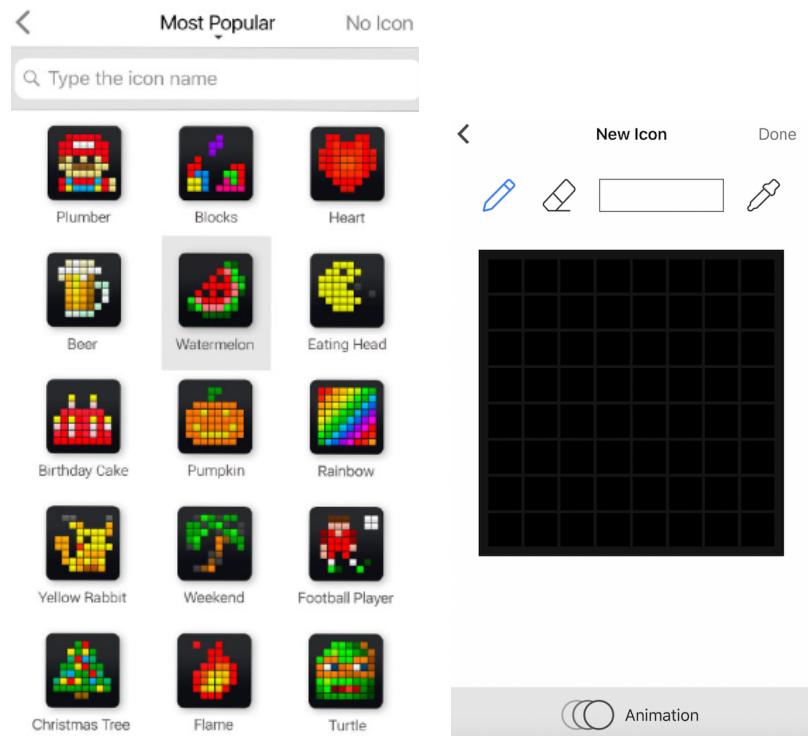 Most Popular No Icon
Type the icon name
Plumber Blocks Heart
Beer Watermelon Eating Head
Birthday Cake Pumpkin Rainbow
Yellow Rabbit Weekend Football Player
Christmas Tree Flame Turtle
New Icon Done
Animation